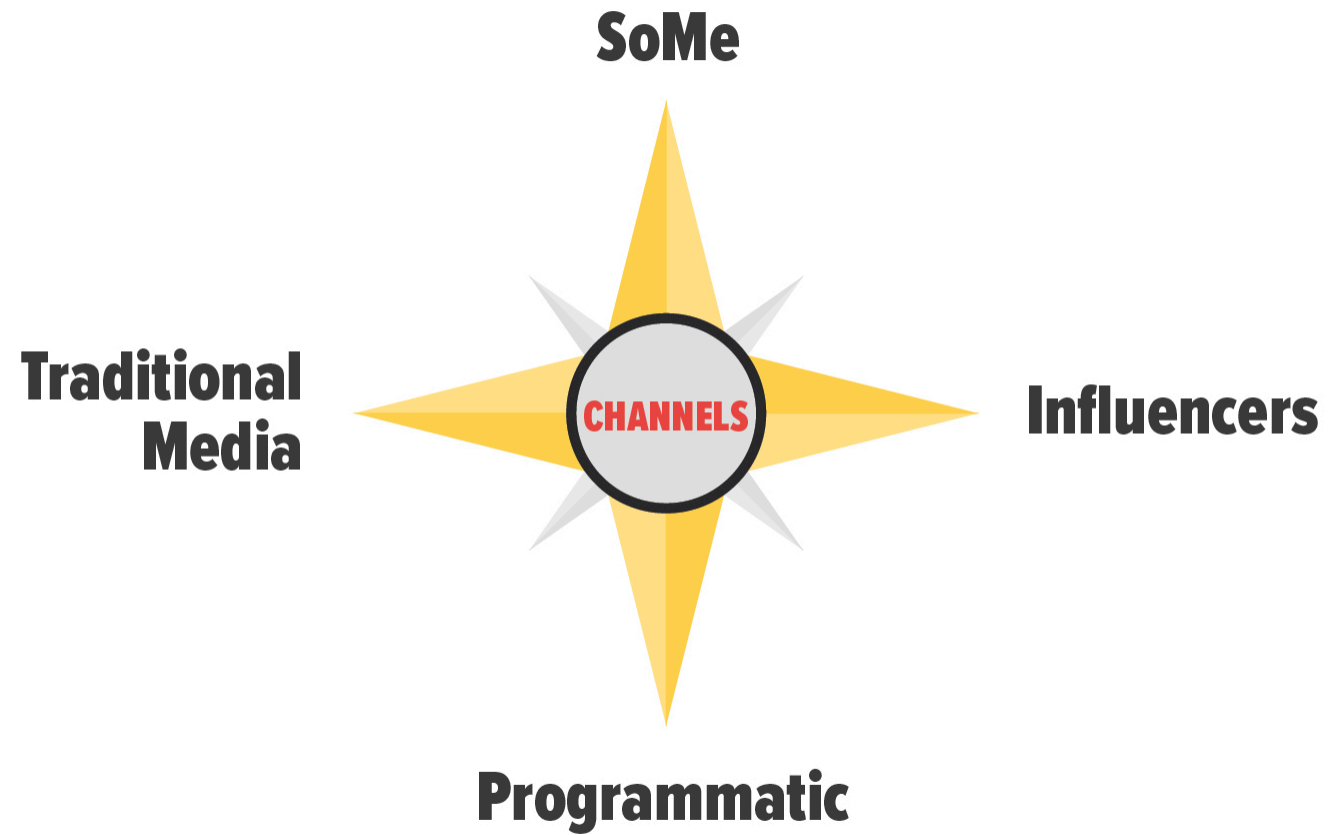 SoMe
Traditional
Media
CHANNELS
Influencers
Programmatic